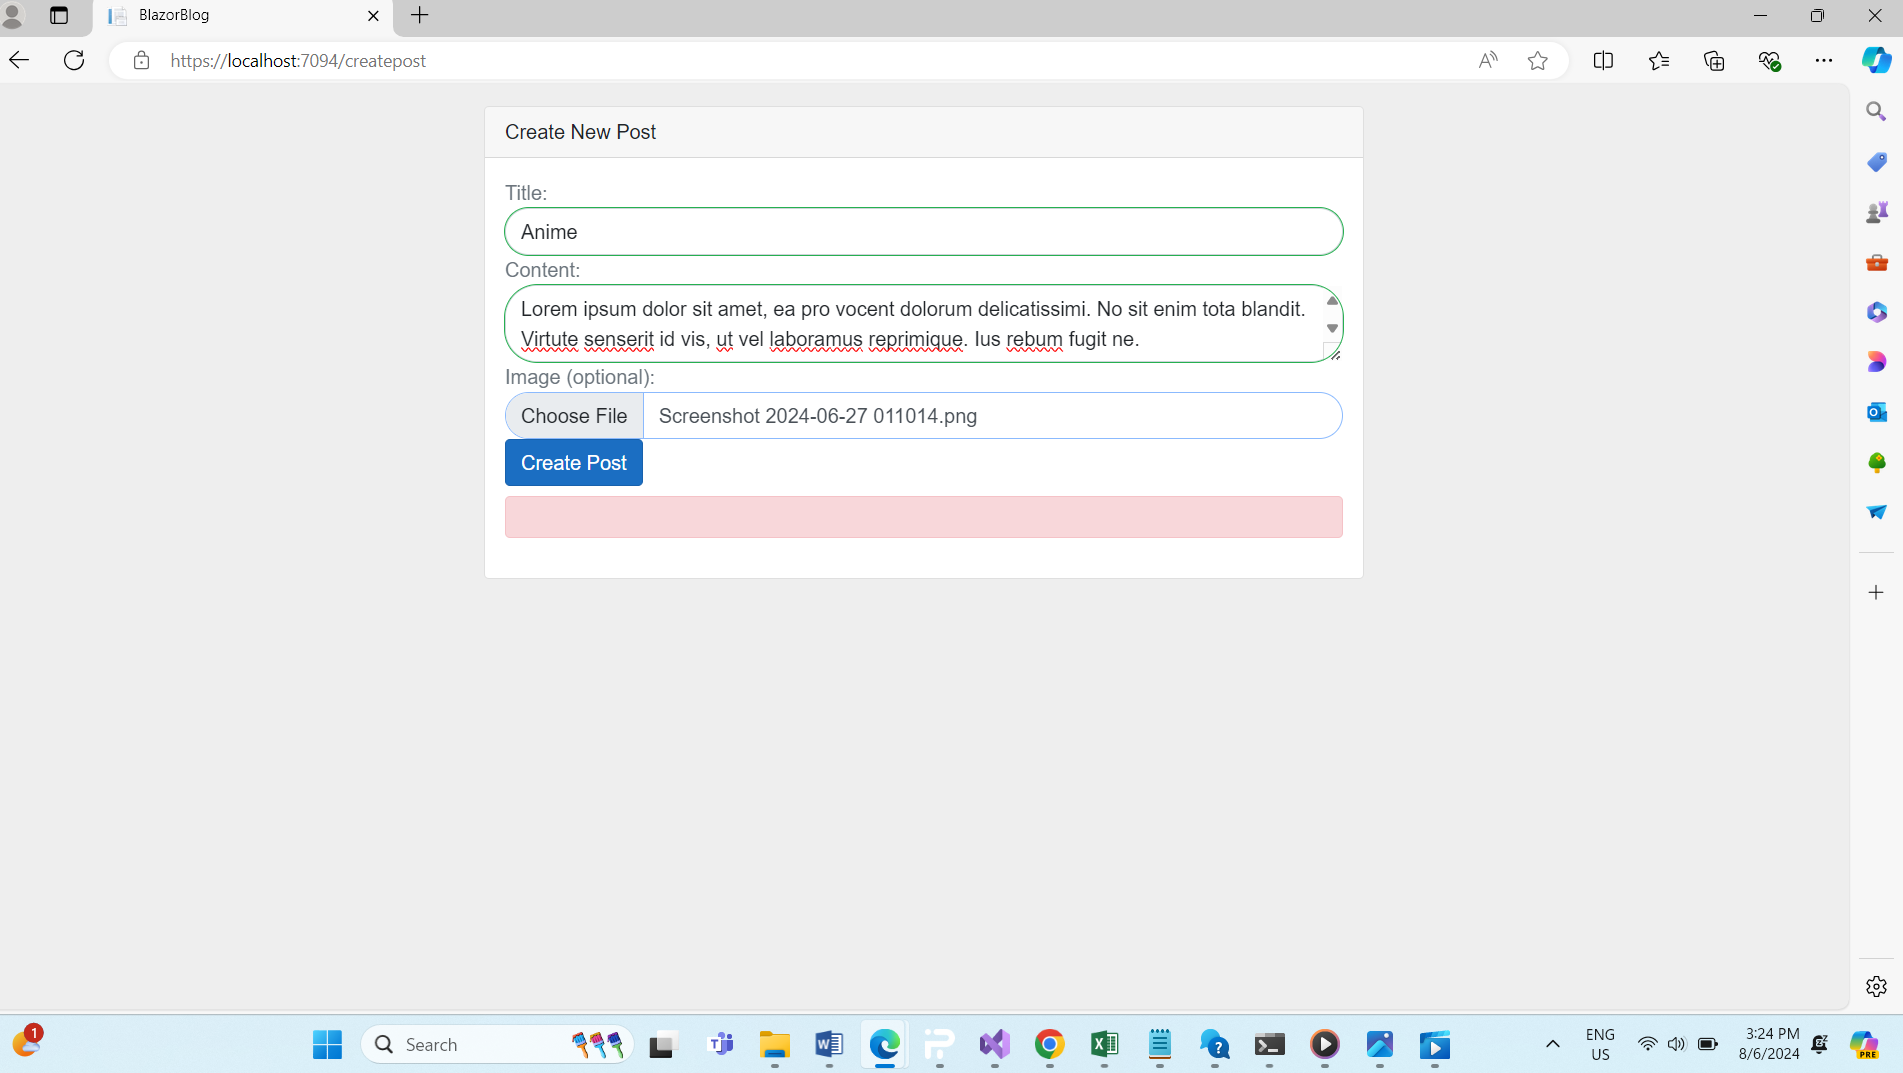 BlazorBlog
https://localhost:7094/createpost
Create New Post
Title:
Anime
Content:
Lorem ipsum dolor sit amet, ea pro vocent dolorum delicatissimi. No sit enim tota blandit.
Virtute senserit id vis, ut vel laboramus reprimique. Ius rebum fugit ne.
Image (optional):
Choose File Screenshot 2024-06-27 011014.png
Create Post
1
Search
ENG
US
3:24 PM
8/6/2024
PRE